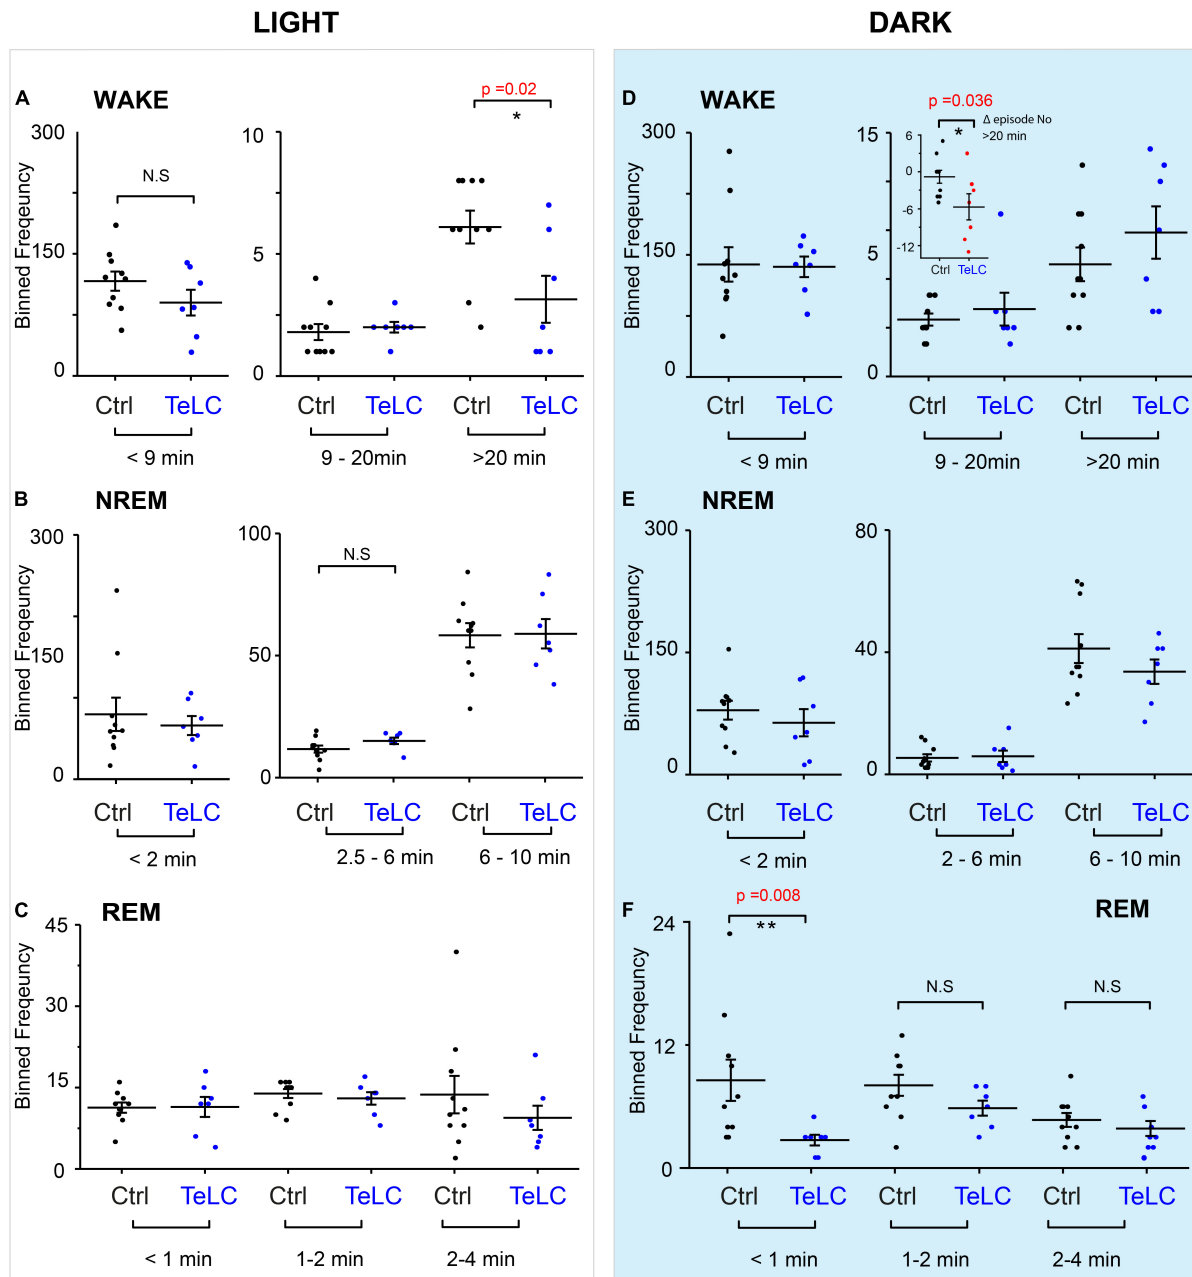 LIGHT
DARK
A
WAKE
p =0.02
*
300
150
0
10
5
0
N.S
Binned Freqeuncy
Ctrl
TeLC
Ctrl
TeLC
Ctrl
TeLC
< 9 min
9 - 20min
>20 min
D
WAKE
p =0.036
Δ episode No
>20 min
*
6
0
-6
-12
Ctrl
TeLC
300
150
0
15
5
0
Binned Freqeuncy
Ctrl
TeLC
Ctrl
TeLC
Ctrl
TeLC
< 9 min
9 - 20min
>20 min
B
NREM
300
150
0
100
50
0
N.S
Binned Freqeuncy
Ctrl
TeLC
Ctrl
TeLC
Ctrl
TeLC
< 2 min
2.5 - 6 min
6 - 10 min
E
NREM
300
150
0
80
40
0
Binned Freqeuncy
Ctrl
TeLC
Ctrl
TeLC
Ctrl
TeLC
< 2 min
2 - 6 min
6 - 10 min
C
REM
45
30
15
0
Binned Freqeuncy
Ctrl
TeLC
Ctrl
TeLC
Ctrl
TeLC
< 1 min
1-2 min
2-4 min
F
p =0.008
**
REM
24
12
0
N.S
N.S
Binned Freqeuncy
Ctrl
TeLC
Ctrl
TeLC
Ctrl
TeLC
< 1 min
1-2 min
2-4 min